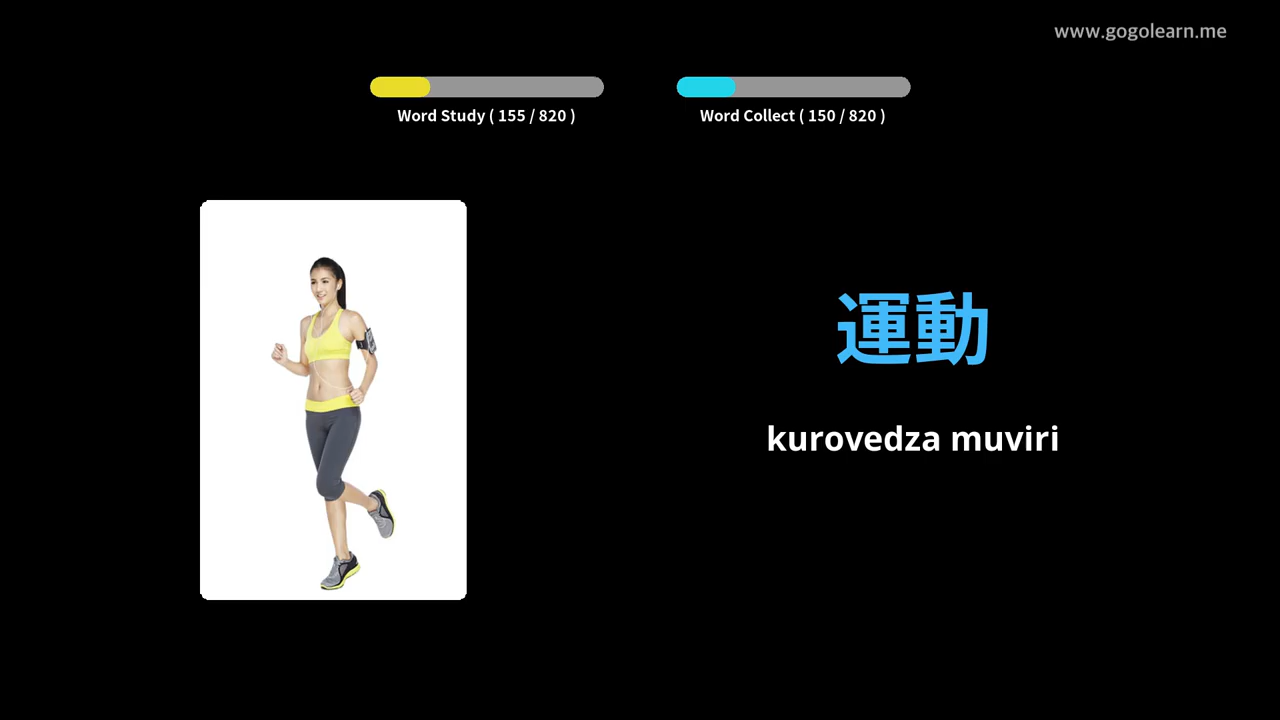 www.gogolearn.me
Word Study ( 155 / 820 )
Word Collect ( 150 / 820 )
運動
kurovedza muviri